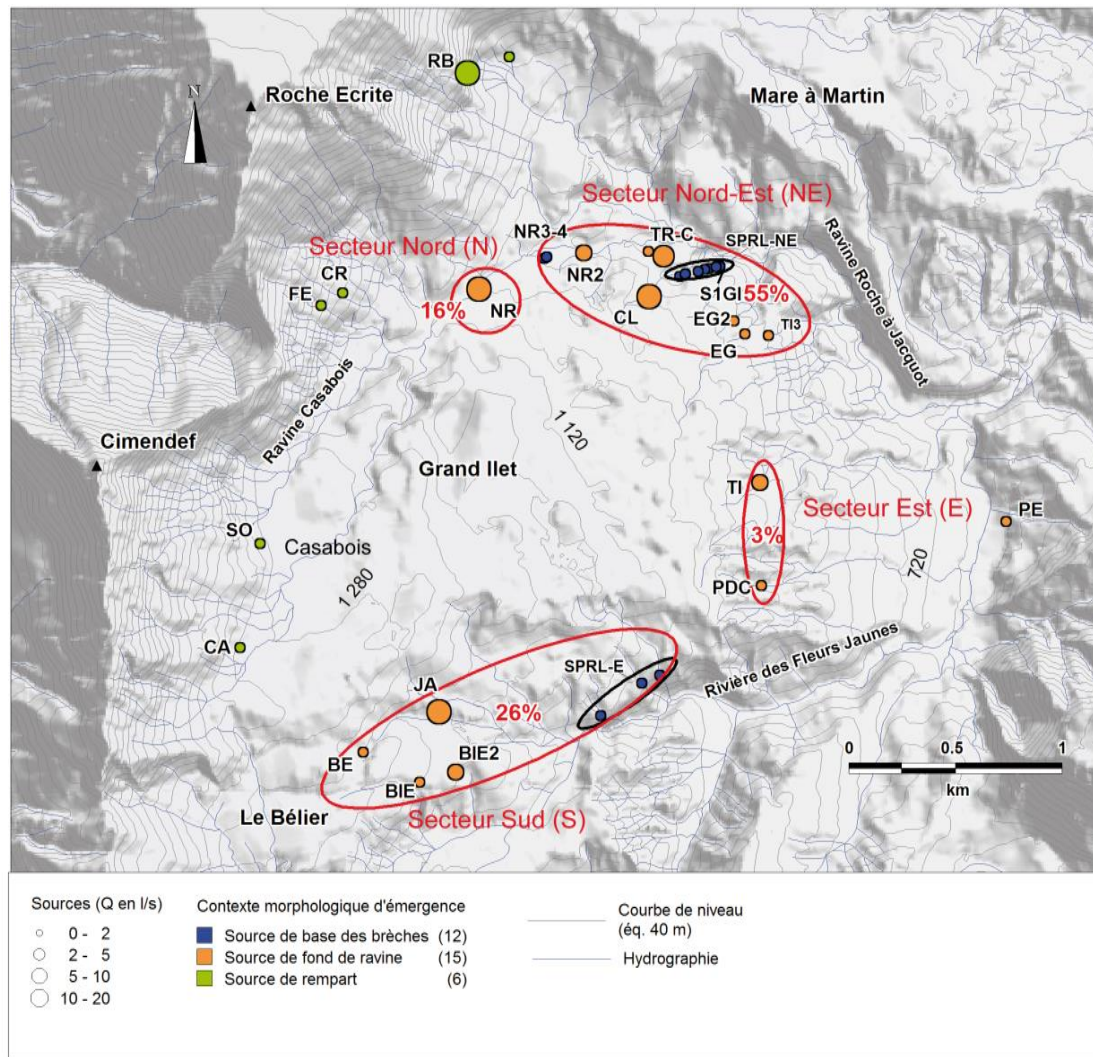 RB
N
Roche Ecrite
Mare à Martin
Secteur Nord-Est (NE)
NR3-4
TR-C
SPRL-NE
Secteur Nord (N)
NR2
CR
FE
NR
16%
S1GI
55%
CL
EG2
TI3
EG
Ravine Roche à Jacquot
Ravine Casabois
1 120
Cimendef
Grand Ilet
TI
Secteur Est (E)
PE
SO
Casabois
3%
720
1 280
PDC
CA
SPRL-E
Rivière des Fleurs Jaunes
JA
26%
BE
BIE2
BIE
0 0.5 1
km
Le Bélier
Secteur Sud (S)
Sources (Q en l/s)
0 - 2
2 - 5
5 - 10
10 - 20
Contexte morphologique d'émergence
Source de base des brèches (12)
Source de fond de ravine (15)
Source de rempart (6)
Courbe de niveau
(éq. 40 m)
Hydrographie